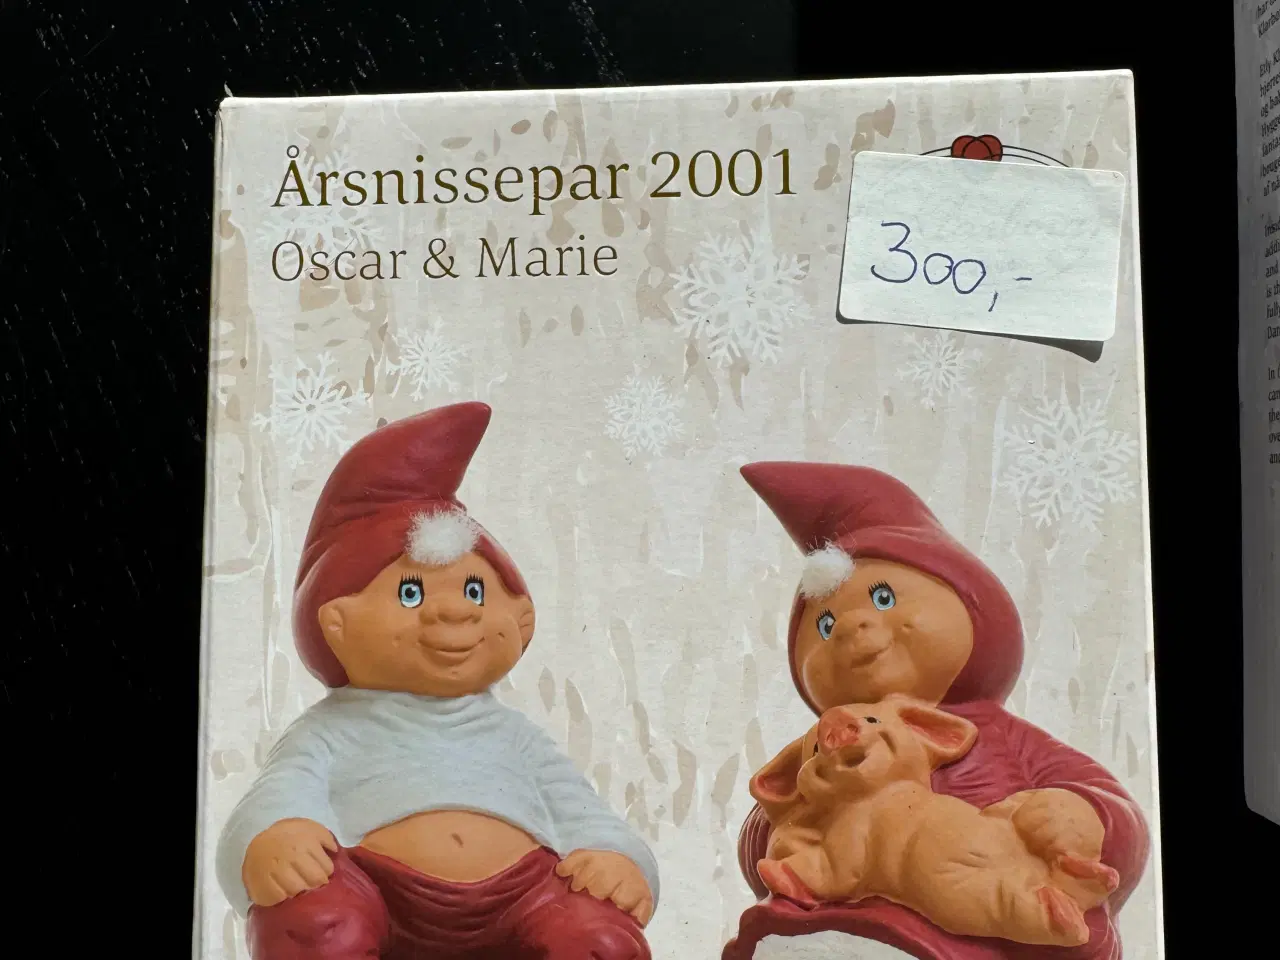 Årsnissepar 2001
Oscar & Marie
300,-